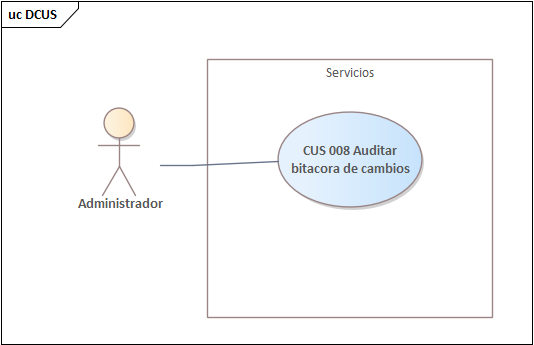 uc DCUS
Servicios
CUS 008 Auditar
bitacora de cambios
Administrador